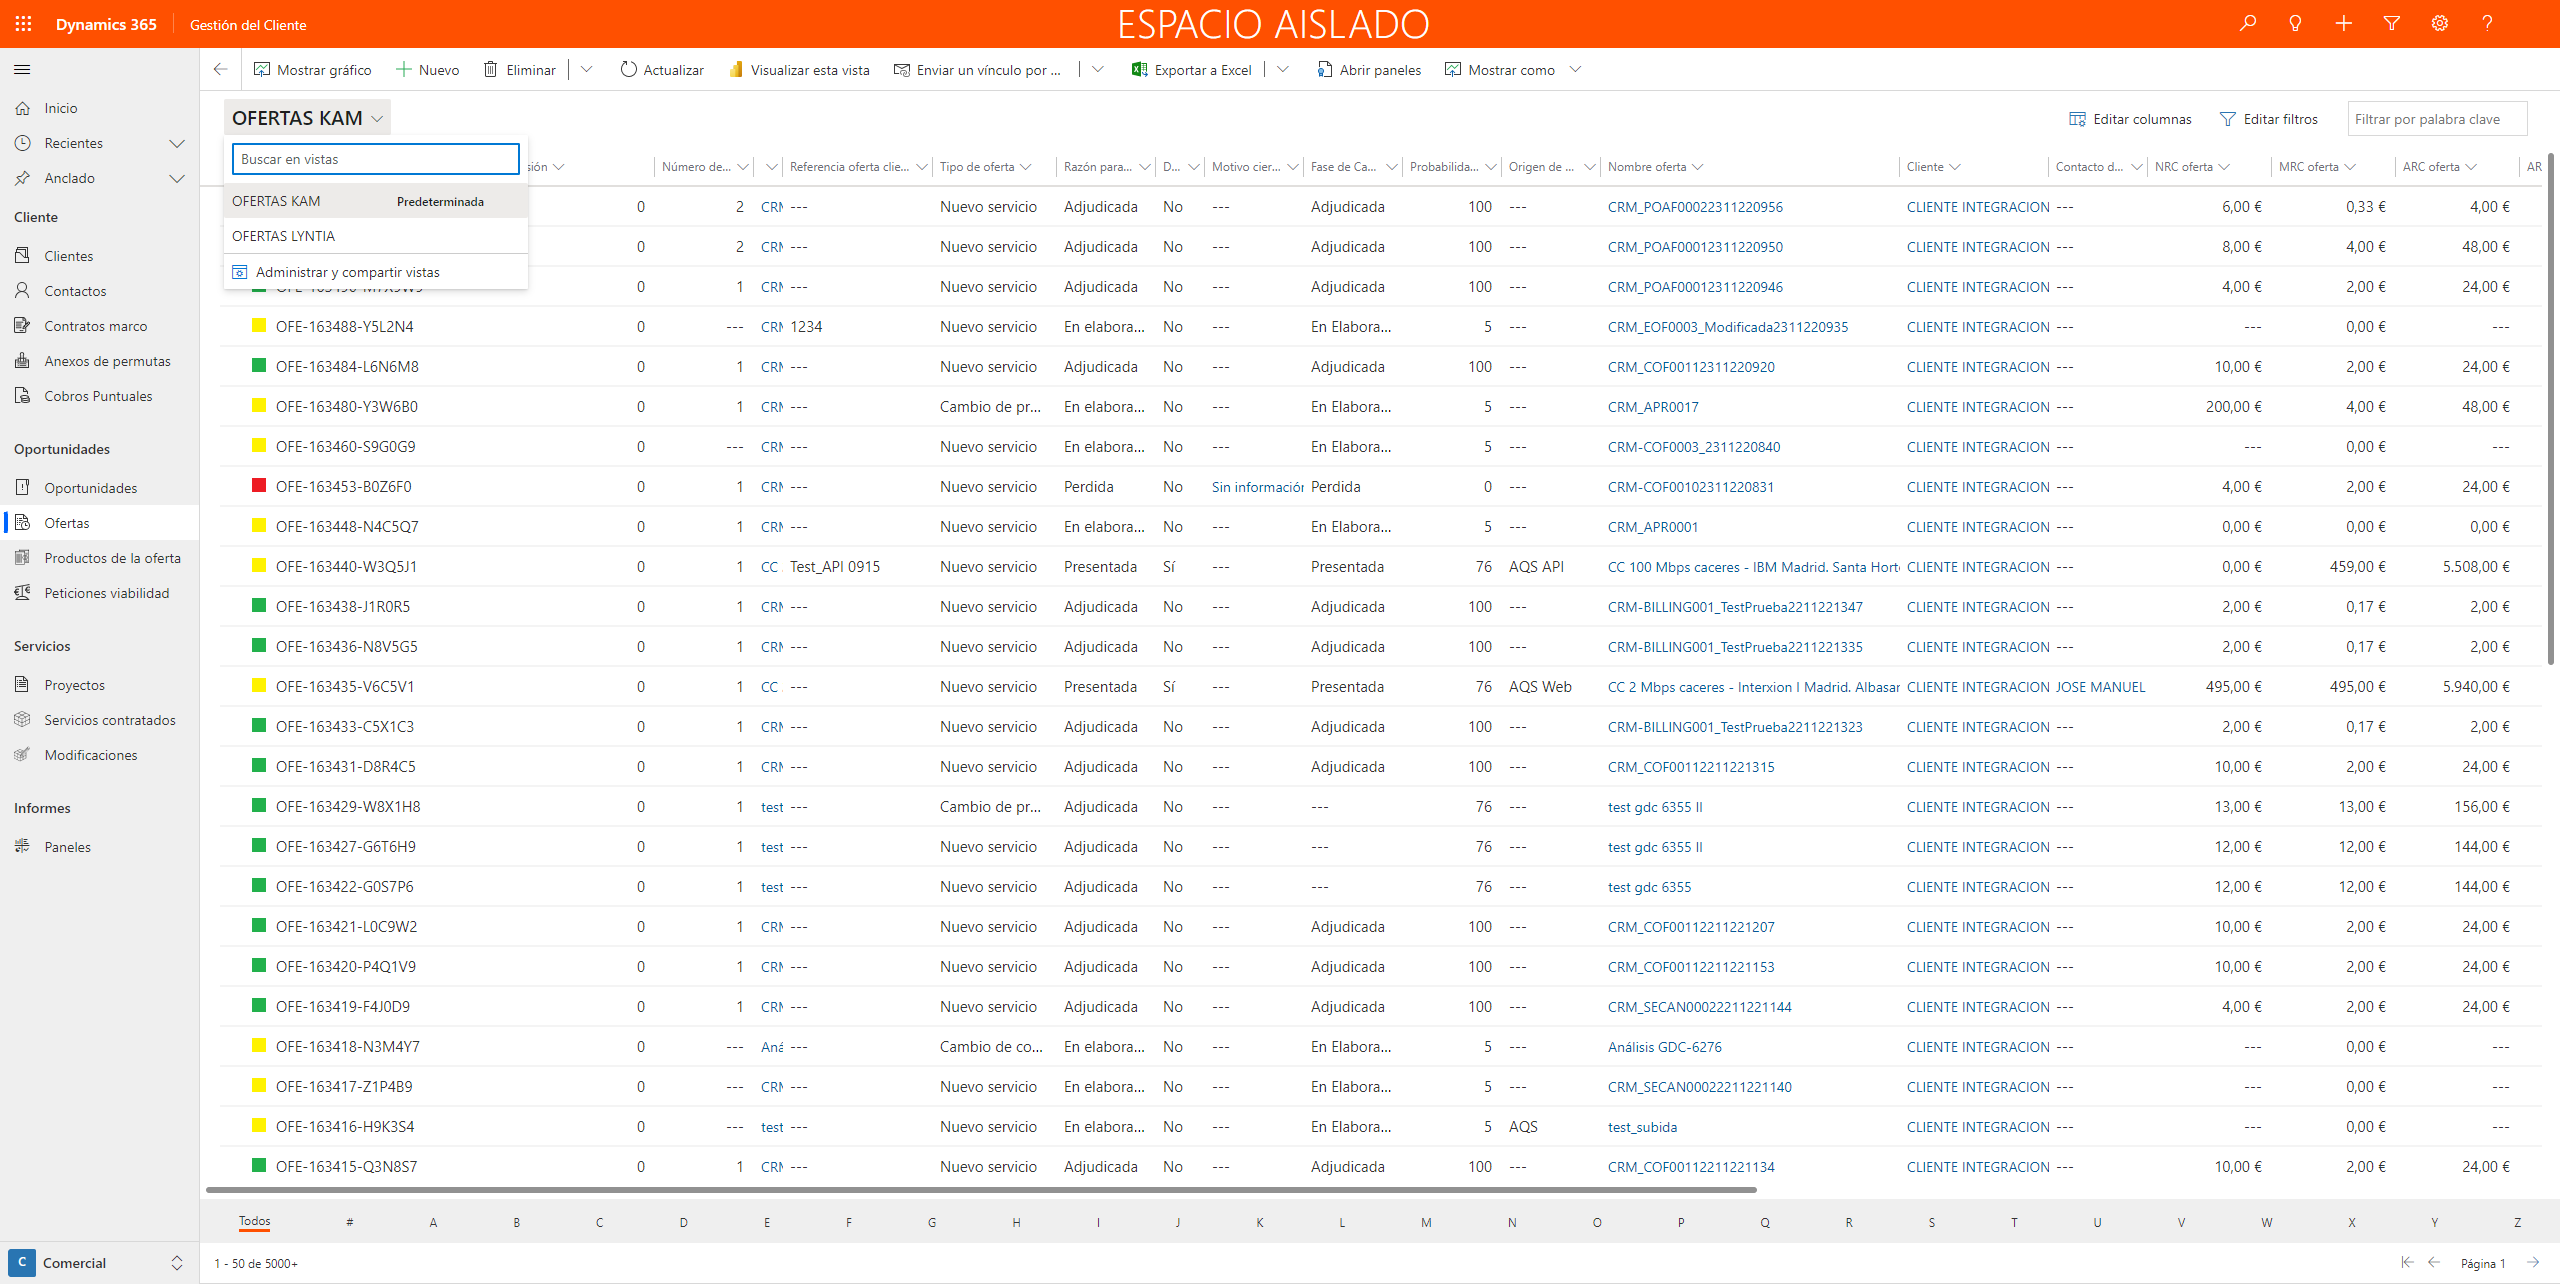 Dynamics 365 Gestión del Cliente ESPACIO AISLADO
Mostrar gráfico Nuevo Eliminar Actualizar Visualizar esta vista Enviar un vínculo por ... Exportar a Excel Abrir paneles Mostrar como
Inicio
Recientes
Anclado
Cliente
Clientes
Contactos
Contratos marco
Anexos de permutas
Cobros Puntuales
Oportunidades
Oportunidades
Ofertas
Productos de la oferta
Peticiones viabilidad
Servicios
Proyectos
Servicios contratados
Modificaciones
Informes
Paneles
C Comercial
OFERTAS KAM Editar columnas Editar filtros Filtrar por palabra clave
Buscar en vistas
OFERTAS KAM Predeterminada
OFERTAS LYNTIA
Administrar y compartir vistas
sión Número de... Referencia oferta clie... Tipo de oferta Razón para... D... Motivo cier... Fase de Ca... Probabilida... Origen de ... Nombre oferta Cliente Contacto d... NRC oferta MRC oferta ARC oferta AR
0 2 CRM --- Nuevo servicio Adjudicada No --- Adjudicada 100 --- CRM_POAF00022311220956 CLIENTE INTEGRACION --- 6,00 € 0,33 € 4,00 €
0 2 CRM --- Nuevo servicio Adjudicada No --- Adjudicada 100 --- CRM_POAF00012311220950 CLIENTE INTEGRACION --- 8,00 € 4,00 € 48,00 €
0 1 CRM --- Nuevo servicio Adjudicada No --- Adjudicada 100 --- CRM_POAF00012311220946 CLIENTE INTEGRACION --- 4,00 € 2,00 € 24,00 €
OFE-163488-Y5L2N4 0 --- CRM 1234 Nuevo servicio En elabora... No --- En Elabora... 5 --- CRM_EOF0003_Modificada2311220935 CLIENTE INTEGRACION --- --- 0,00 € ---
OFE-163484-L6N6M8 0 1 CRM --- Nuevo servicio Adjudicada No --- Adjudicada 100 --- CRM_COF00112311220920 CLIENTE INTEGRACION --- 10,00 € 2,00 € 24,00 €
OFE-163480-Y3W6B0 0 1 CRM --- Cambio de pr... En elabora... No --- En Elabora... 5 --- CRM_APR0017 CLIENTE INTEGRACION --- 200,00 € 4,00 € 48,00 €
OFE-163460-S9G0G9 0 --- CRM --- Nuevo servicio En elabora... No --- En Elabora... 5 --- CRM-COF0003_2311220840 CLIENTE INTEGRACION --- --- 0,00 € ---
OFE-163453-B0Z6F0 0 1 CRM --- Nuevo servicio Perdida No Sin información Perdida 0 --- CRM-COF00102311220831 CLIENTE INTEGRACION --- 4,00 € 2,00 € 24,00 €
OFE-163448-N4C5Q7 0 1 CRM --- Nuevo servicio En elabora... No --- En Elabora... 5 --- CRM_APR0001 CLIENTE INTEGRACION --- 0,00 € 0,00 € 0,00 €
OFE-163440-W3Q5J1 0 1 CC Test_API 0915 Nuevo servicio Presentada Sí --- Presentada 76 AQS API CC 100 Mbps caceres - IBM Madrid. Santa Horte CLIENTE INTEGRACION --- 0,00 € 459,00 € 5.508,00 €
OFE-163438-J1R0R5 0 1 CRM --- Nuevo servicio Adjudicada No --- Adjudicada 100 --- CRM-BILLING001_TestPrueba2211221347 CLIENTE INTEGRACION --- 2,00 € 0,17 € 2,00 €
OFE-163436-N8V5G5 0 1 CRM --- Nuevo servicio Adjudicada No --- Adjudicada 100 --- CRM-BILLING001_TestPrueba2211221335 CLIENTE INTEGRACION --- 2,00 € 0,17 € 2,00 €
OFE-163435-V6C5V1 0 1 CC --- Nuevo servicio Presentada Sí --- Presentada 76 AQS Web CC 2 Mbps caceres - Interxion I Madrid. Albasar CLIENTE INTEGRACION JOSE MANUEL 495,00 € 495,00 € 5.940,00 €
OFE-163433-C5X1C3 0 1 CRM --- Nuevo servicio Adjudicada No --- Adjudicada 100 --- CRM-BILLING001_TestPrueba2211221323 CLIENTE INTEGRACION --- 2,00 € 0,17 € 2,00 €
OFE-163431-D8R4C5 0 1 CRM --- Nuevo servicio Adjudicada No --- Adjudicada 100 --- CRM_COF00112211221315 CLIENTE INTEGRACION --- 10,00 € 2,00 € 24,00 €
OFE-163429-W8X1H8 0 1 test --- Cambio de pr... Adjudicada No --- --- 76 --- test gdc 6355 II CLIENTE INTEGRACION --- 13,00 € 13,00 € 156,00 €
OFE-163427-G6T6H9 0 1 test --- Nuevo servicio Adjudicada No --- --- 76 --- test gdc 6355 II CLIENTE INTEGRACION --- 12,00 € 12,00 € 144,00 €
OFE-163422-G0S7P6 0 1 test --- Nuevo servicio Adjudicada No --- --- 76 --- test gdc 6355 CLIENTE INTEGRACION --- 12,00 € 12,00 € 144,00 €
OFE-163421-L0C9W2 0 1 CRM --- Nuevo servicio Adjudicada No --- Adjudicada 100 --- CRM_COF00112211221207 CLIENTE INTEGRACION --- 10,00 € 2,00 € 24,00 €
OFE-163420-P4Q1V9 0 1 CRM --- Nuevo servicio Adjudicada No --- Adjudicada 100 --- CRM_COF00112211221153 CLIENTE INTEGRACION --- 10,00 € 2,00 € 24,00 €
OFE-163419-F4J0D9 0 1 CRM --- Nuevo servicio Adjudicada No --- Adjudicada 100 --- CRM_SECAN00022211221144 CLIENTE INTEGRACION --- 4,00 € 2,00 € 24,00 €
OFE-163418-N3M4Y7 0 --- Aná --- Cambio de co... En elabora... No --- En Elabora... 5 --- Análisis GDC-6276 CLIENTE INTEGRACION --- --- 0,00 € ---
OFE-163417-Z1P4B9 0 --- CRM --- Nuevo servicio En elabora... No --- En Elabora... 5 --- CRM_SECAN00022211221140 CLIENTE INTEGRACION --- --- 0,00 € ---
OFE-163416-H9K3S4 0 --- test --- Nuevo servicio En elabora... No --- En Elabora... 5 AQS test_subida CLIENTE INTEGRACION --- --- 0,00 € ---
OFE-163415-Q3N8S7 0 1 CRM --- Nuevo servicio Adjudicada No --- Adjudicada 100 --- CRM_COF00112211221134 CLIENTE INTEGRACION --- 10,00 € 2,00 € 24,00 €
Todos # A B C D E F G H I J K L M N O P Q R S T U V W X Y Z
1 - 50 de 5000+ Página 1